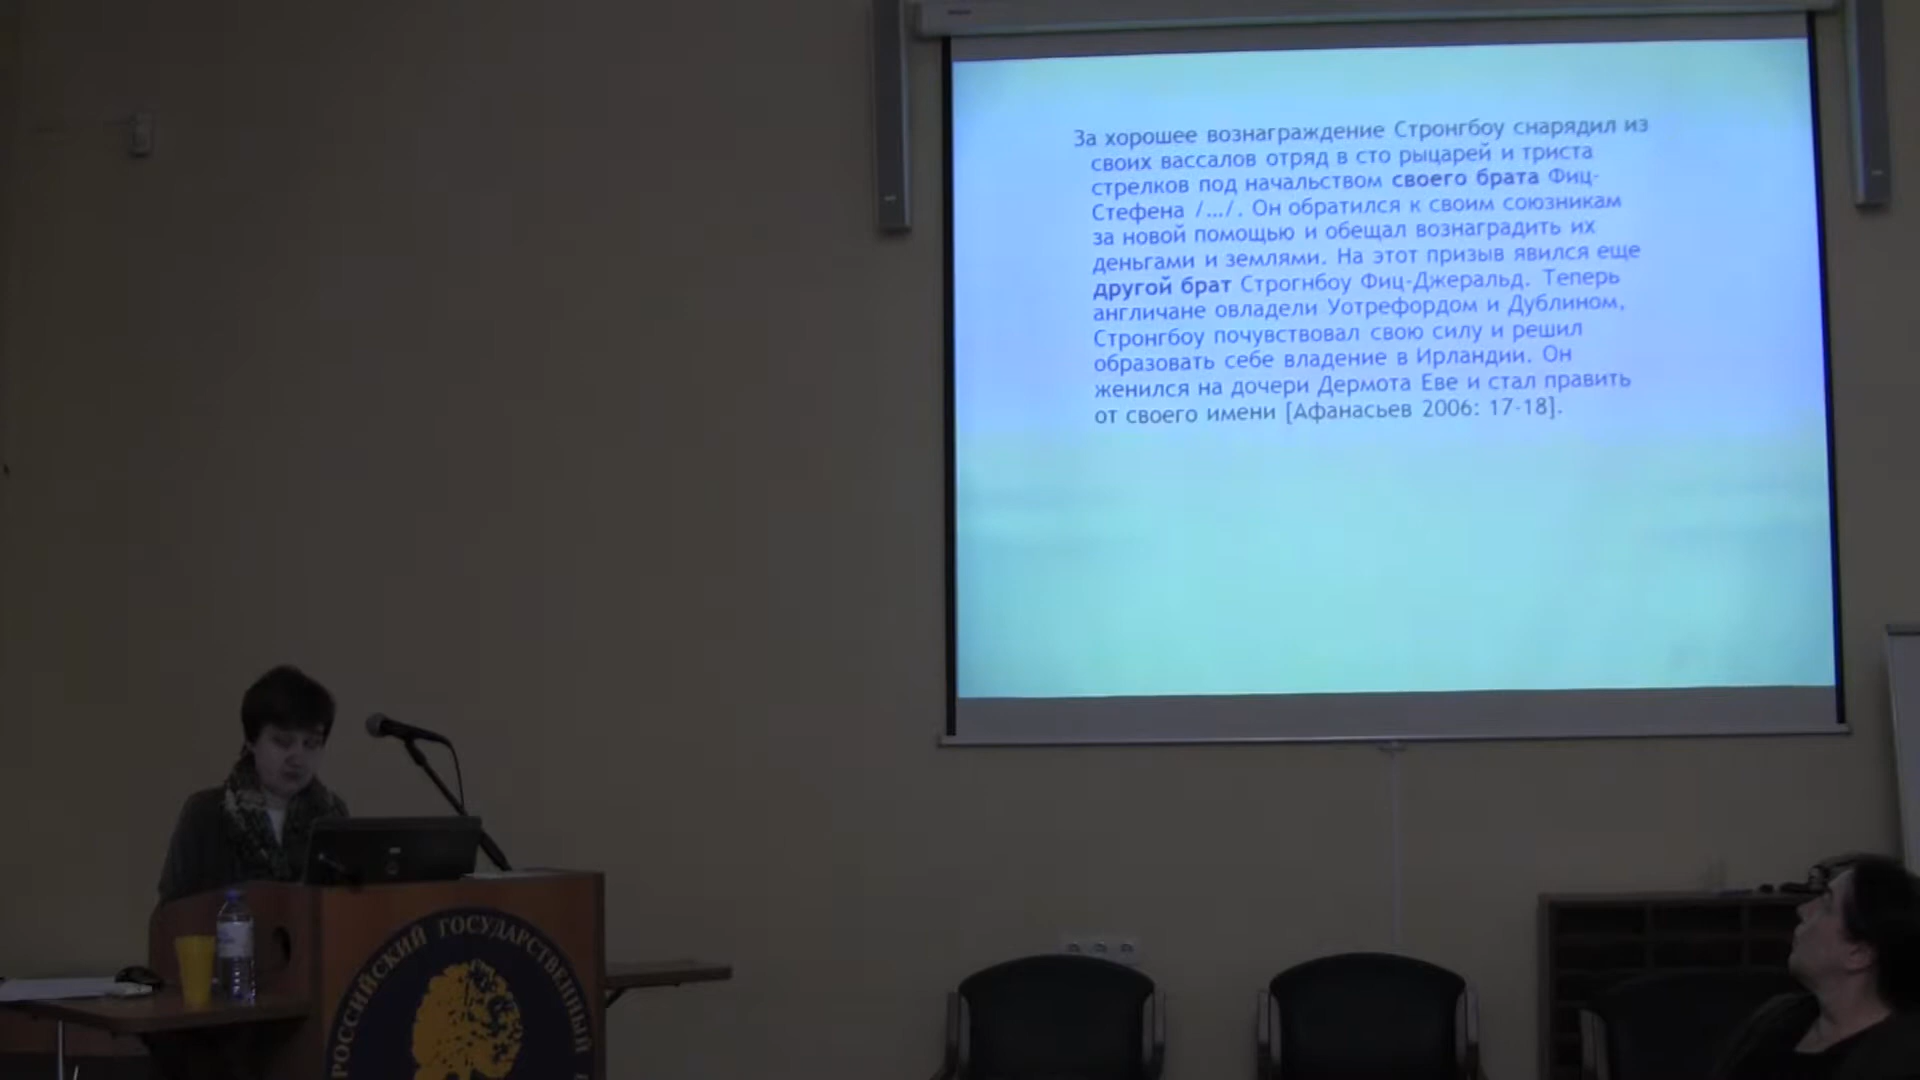 За хорошее вознаграждение Стронгбоу снарядил из
своих вассалов отряд в сто рыцарей и триста
стрелков под начальством своего брата Фиц-
Стефена /.../. Он обратился к своим союзникам
за новой помощью и обещал вознаградить их
деньгами и землями. На этот призыв явился еще
другой брат Строгнбоу Фиц-Джеральд. Теперь
англичане овладели Уотрефордом и Дублином,
Стронгбоу почувствовал свою силу и решил
образовать себе владение в Ирландии. Он
женился на дочери Дермота Еве и стал править
от своего имени [Афанасьев 2006: 17-18].
РОССИЙСКИЙ ГОСУДАРСТВЕННЫЙ